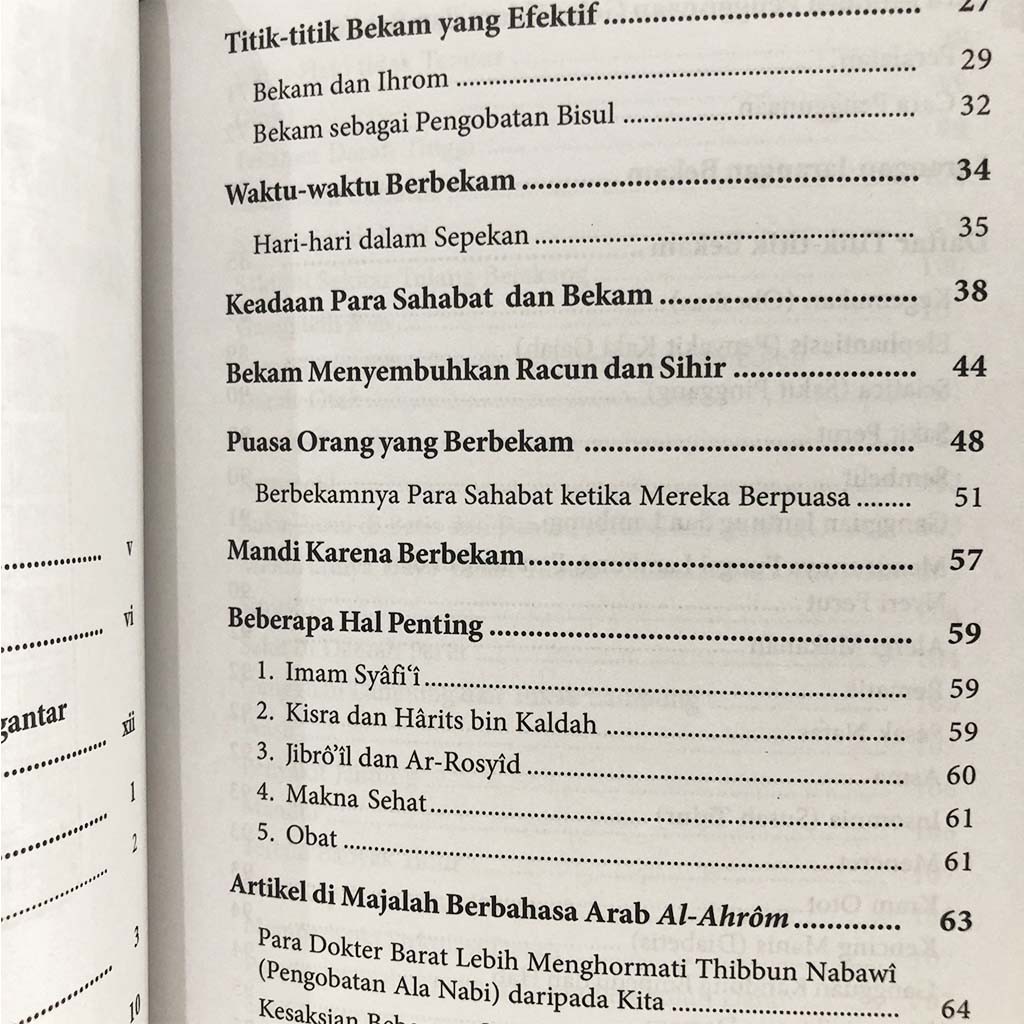 v
vi
gantar
xii
1
2
3
10
Titik-titik Bekam yang Efektif ........ 27
Bekam dan Ihrom ........ 29
Bekam sebagai Pengobatan Bisul ........ 32
Waktu-waktu Berbekam ........ 34
Hari-hari dalam Sepekan ........ 35
Keadaan Para Sahabat dan Bekam ........ 38
Bekam Menyembuhkan Racun dan Sihir ........ 44
Puasa Orang yang Berbekam ........ 48
Berbekamnya Para Sahabat ketika Mereka Berpuasa ........ 51
Mandi Karena Berbekam ........ 57
Beberapa Hal Penting ........ 59
1. Imam Syâfi‘î ........ 59
2. Kisra dan Hârits bin Kaldah ........ 59
3. Jibrô’îl dan Ar-Rosyîd ........ 60
4. Makna Sehat ........ 61
5. Obat ........ 61
Artikel di Majalah Berbahasa Arab Al-Ahrôm ........ 63
Para Dokter Barat Lebih Menghormati Thibbun Nabawî
(Pengobatan Ala Nabi) daripada Kita ........ 64
Kesaksian